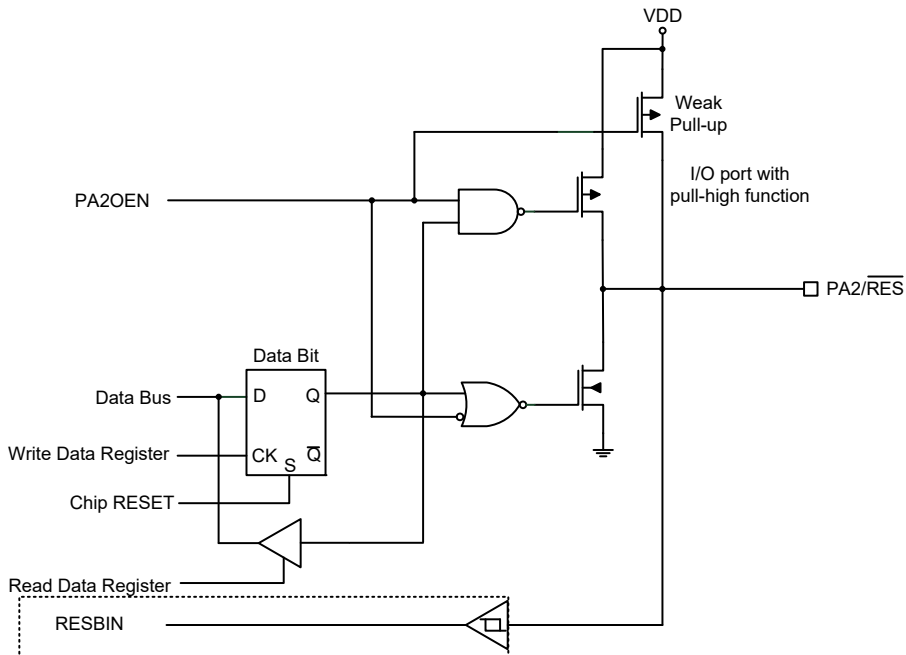 VDD
Weak
Pull-up
I/O port with
pull-high function
PA2OEN
PA2/R̅E̅S̅
Data Bit
Data Bus
D
Q
Write Data Register
CK
S
Q̅
Chip RESET
Read Data Register
RESBIN